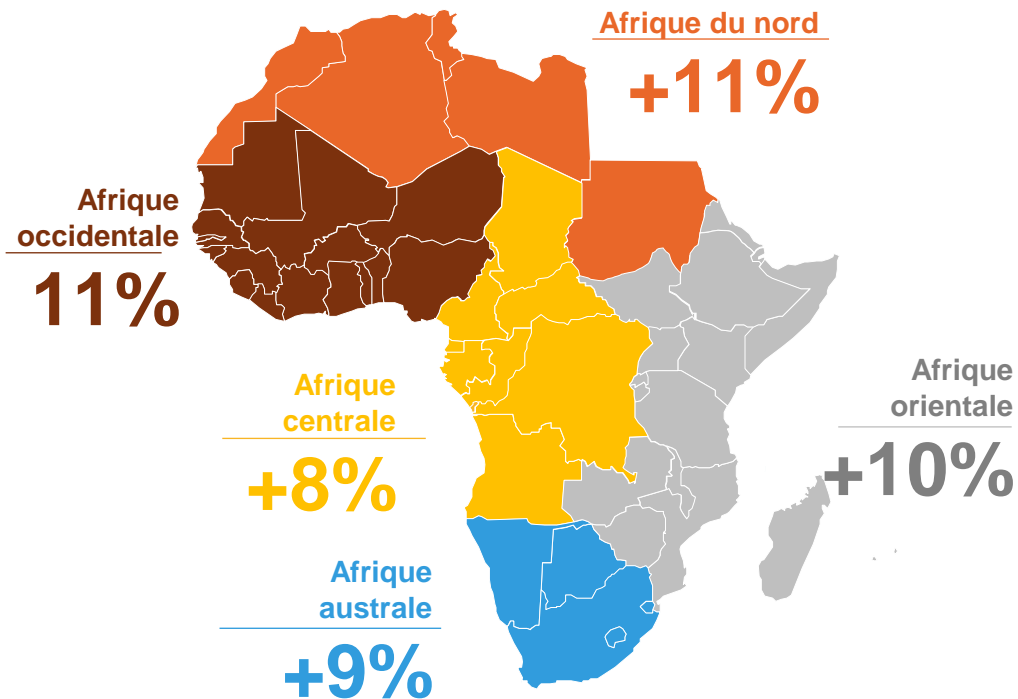 Afrique du nord
+11%
Afrique
occidentale
11%
Afrique
centrale
+8%
Afrique
orientale
+10%
Afrique
australe
+9%